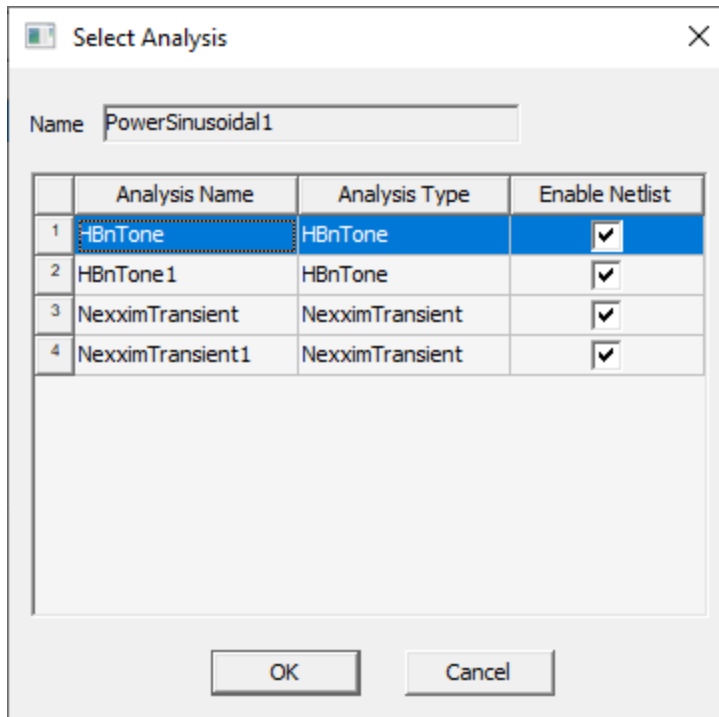 Select Analysis
Name PowerSinusoidal1
Analysis Name Analysis Type Enable Netlist
1 HBnTone HBnTone
2 HBnTone1 HBnTone
3 NexximTransient NexximTransient
4 NexximTransient1 NexximTransient
OK Cancel